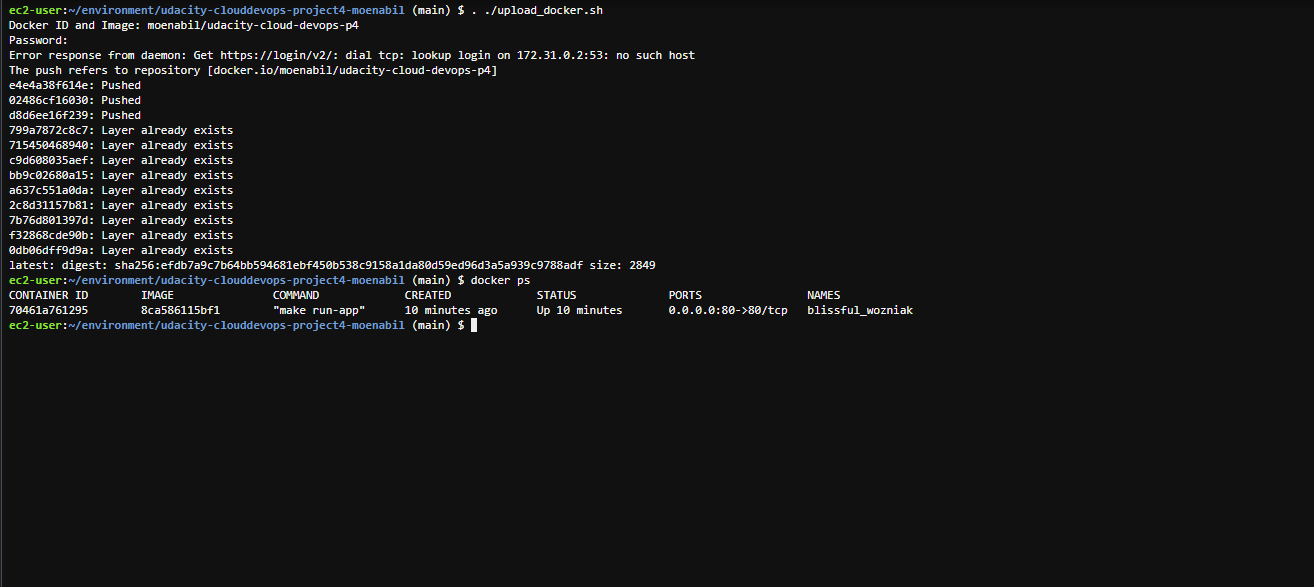 ec2-user:~/environment/udacity-clouddevops-project4-moenabil (main) $ . ./upload_docker.sh
Docker ID and Image: moenabil/udacity-cloud-devops-p4
Password:
Error response from daemon: Get https://login/v2/: dial tcp: lookup login on 172.31.0.2:53: no such host
The push refers to repository [docker.io/moenabil/udacity-cloud-devops-p4]
e4e4a38f614e: Pushed
02486cf16030: Pushed
d8d6ee16f239: Pushed
799a7872c8c7: Layer already exists
715450468940: Layer already exists
c9d608035aef: Layer already exists
bb9c02680a15: Layer already exists
a637c551a0da: Layer already exists
2c8d31157b81: Layer already exists
7b76d801397d: Layer already exists
f32868cde90b: Layer already exists
0db06dff9d9a: Layer already exists
latest: digest: sha256:efdb7a9c7b64bb594681ebf450b538c9158a1da80d59ed96d3a5a939c9788adf size: 2849
ec2-user:~/environment/udacity-clouddevops-project4-moenabil (main) $ docker ps
CONTAINER ID IMAGE COMMAND CREATED STATUS PORTS NAMES
70461a761295 8ca586115bf1 "make run-app" 10 minutes ago Up 10 minutes 0.0.0.0:80->80/tcp blissful_wozniak
ec2-user:~/environment/udacity-clouddevops-project4-moenabil (main) $